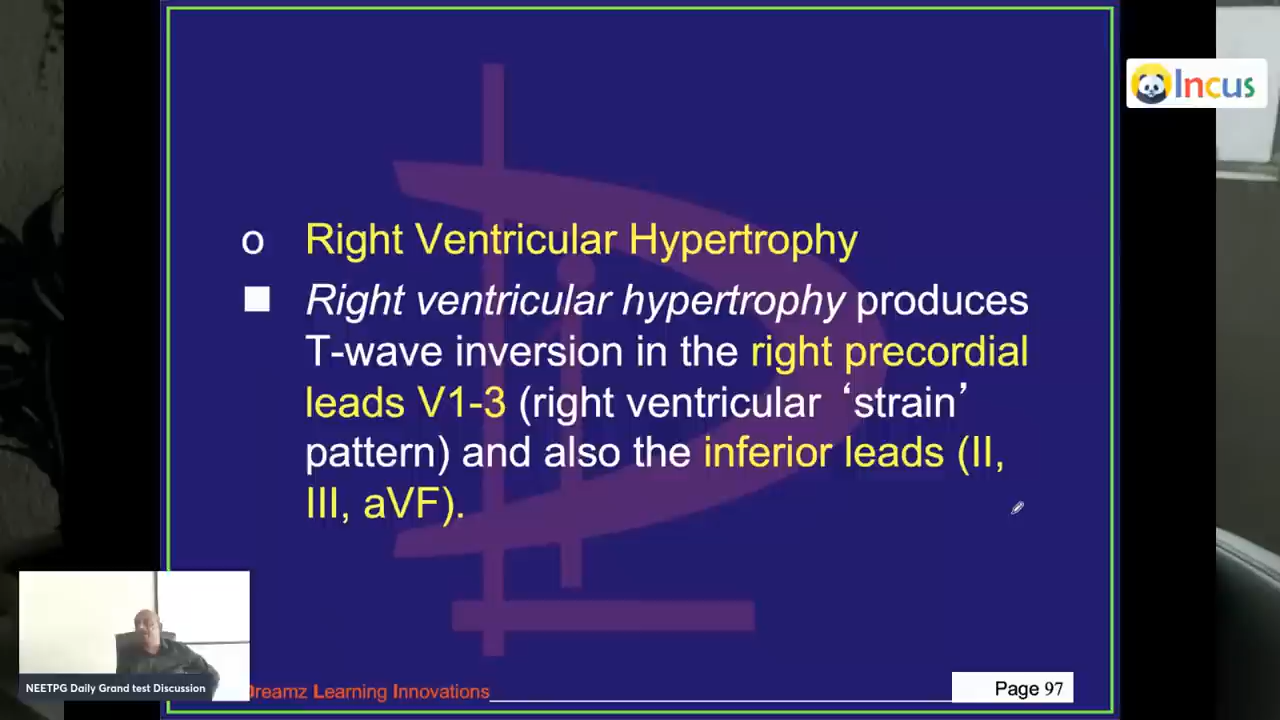 Incus
o Right Ventricular Hypertrophy
Right ventricular hypertrophy produces
T-wave inversion in the right precordial
leads V1-3 (right ventricular ‘strain’
pattern) and also the inferior leads (II,
III, aVF).
NEETPG Daily Grand test Discussion
Dreamz Learning Innovations
Page 97